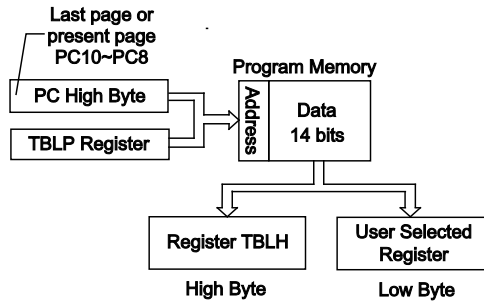 Last page or
present page
PC10~PC8
Program Memory
PC High Byte
TBLP Register
Address
Data
14 bits
Register TBLH
User Selected
Register
High Byte
Low Byte